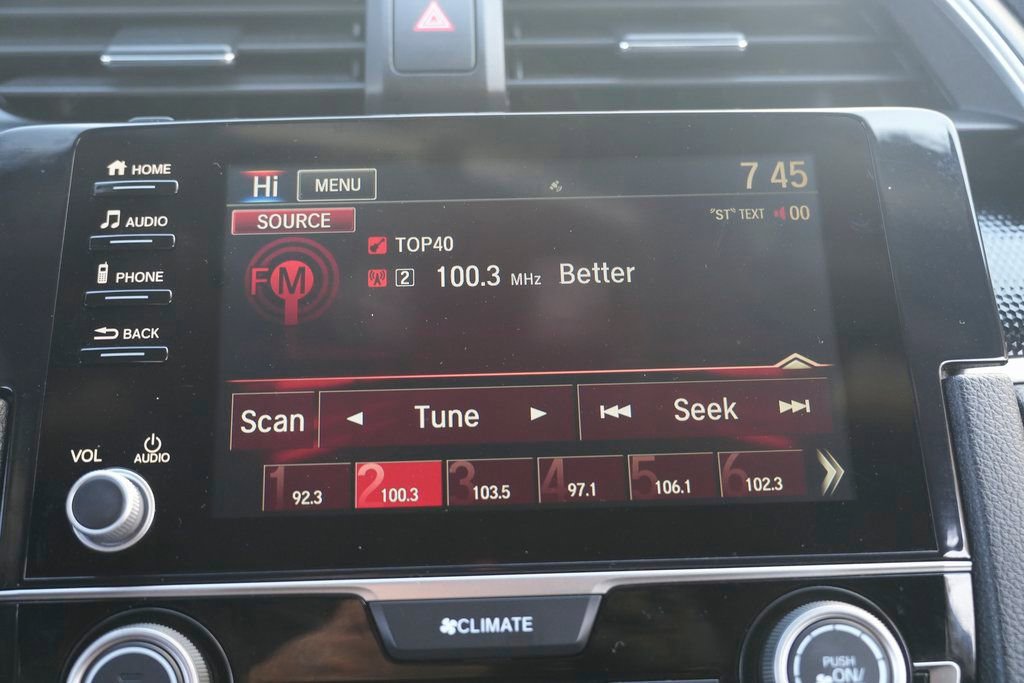 HOME
AUDIO
PHONE
BACK
VOL
AUDIO
Hi MENU 7 45
SOURCE "ST" TEXT 00
FM TOP40
2 100.3 MHz Better
Scan Tune Seek
1 92.3 2 100.3 3 103.5 4 97.1 5 106.1 6 102.3
CLIMATE
PUSH
ON/